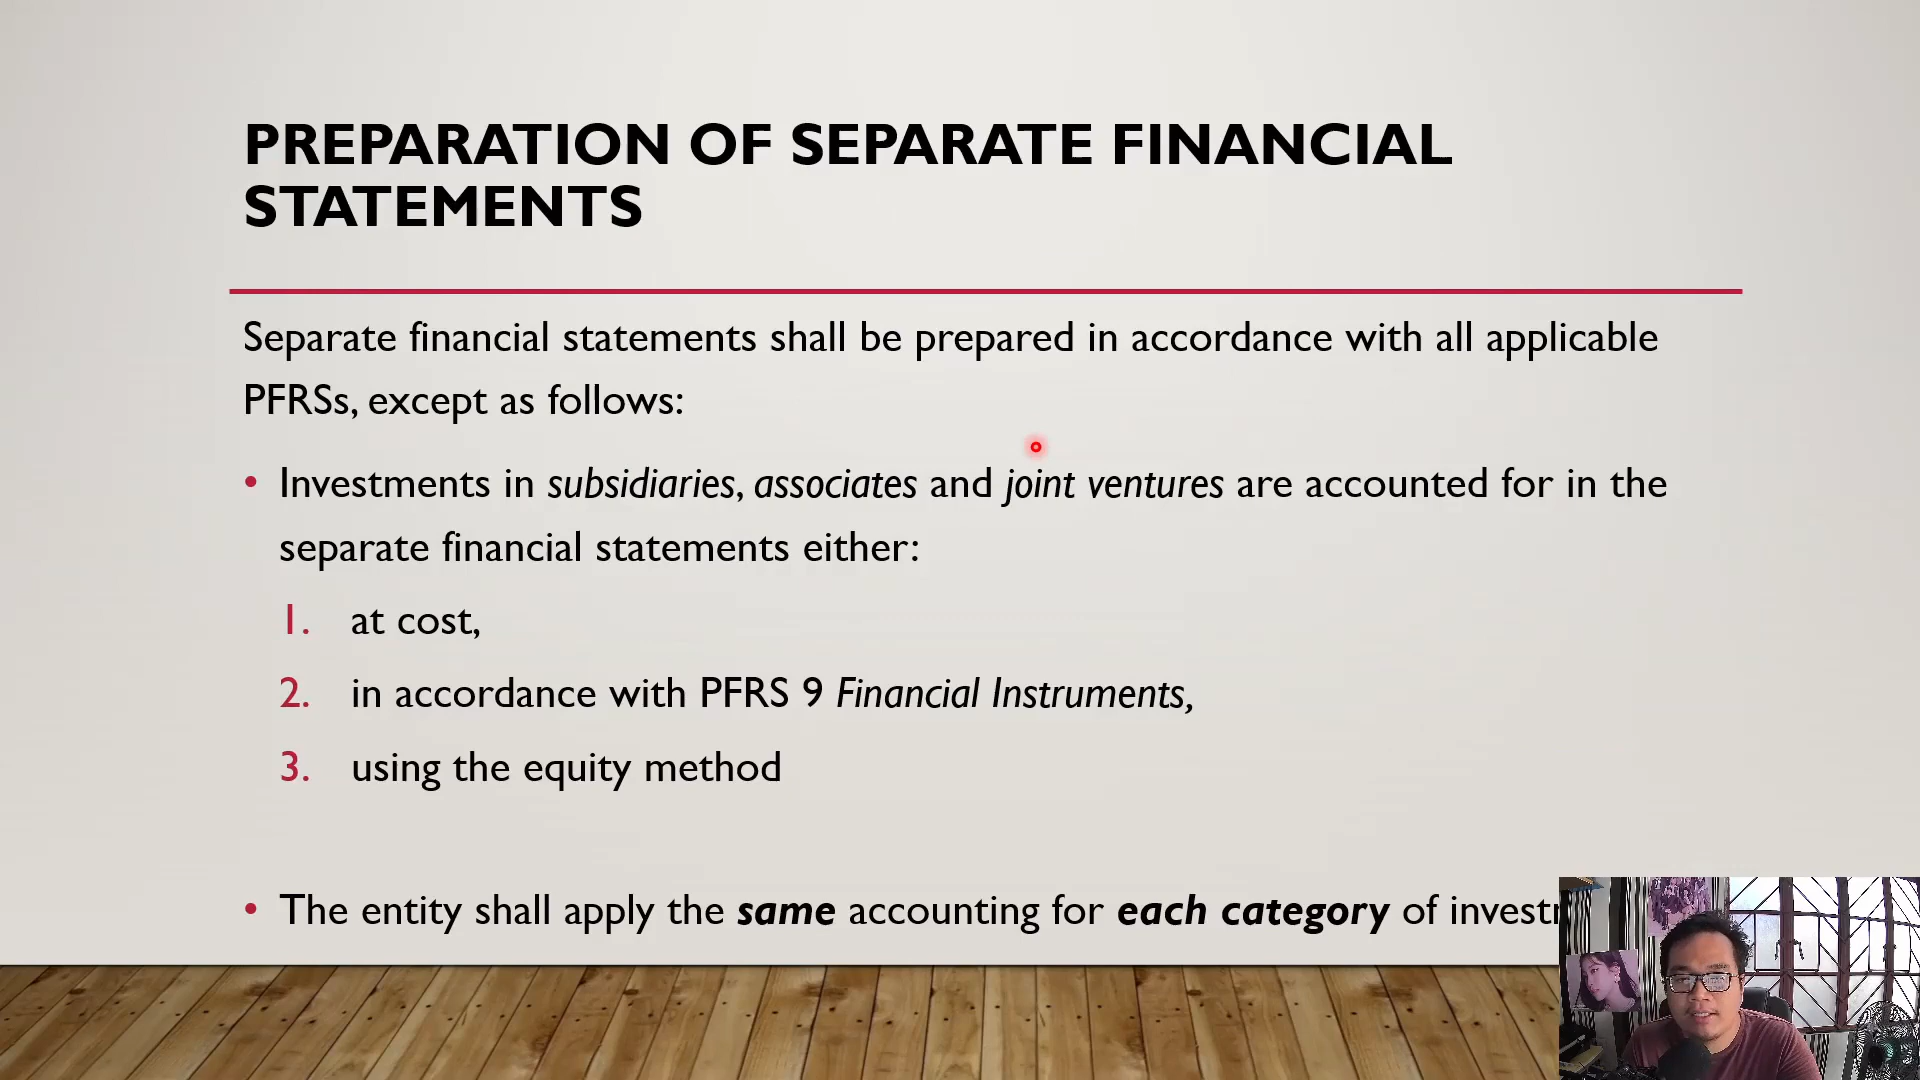 PREPARATION OF SEPARATE FINANCIAL
STATEMENTS
Separate financial statements shall be prepared in accordance with all applicable
PFRSs, except as follows:
• Investments in subsidiaries, associates and joint ventures are accounted for in the
separate financial statements either:
1. at cost,
2. in accordance with PFRS 9 Financial Instruments,
3. using the equity method
• The entity shall apply the same accounting for each category of